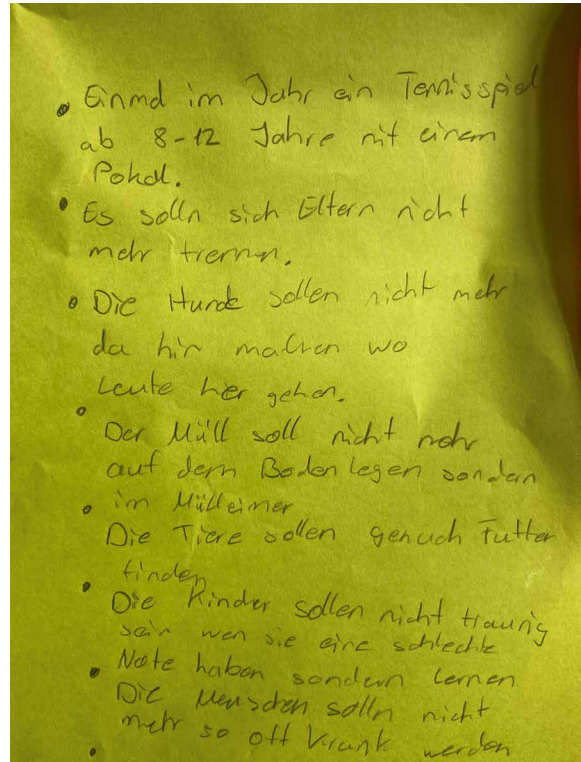 Einmal im Jahr ein Tennisspiel
ab 8-12 Jahre mit einem
Pokal.
Es solln sich Eltern nicht
mehr trennen.
Die Hunde sollen nicht mehr
da hin machen wo
Leute her gehen.
Der Müll soll nicht mehr
auf dem Boden legen sondern
im Mülleimer
Die Tiere sollen genuch Futter
finden
Die Kinder sollen nicht traurig
sein wen sie eine schlechte
Note haben sondern lernen
Die Menschen solln nicht
mehr so oft krank werden